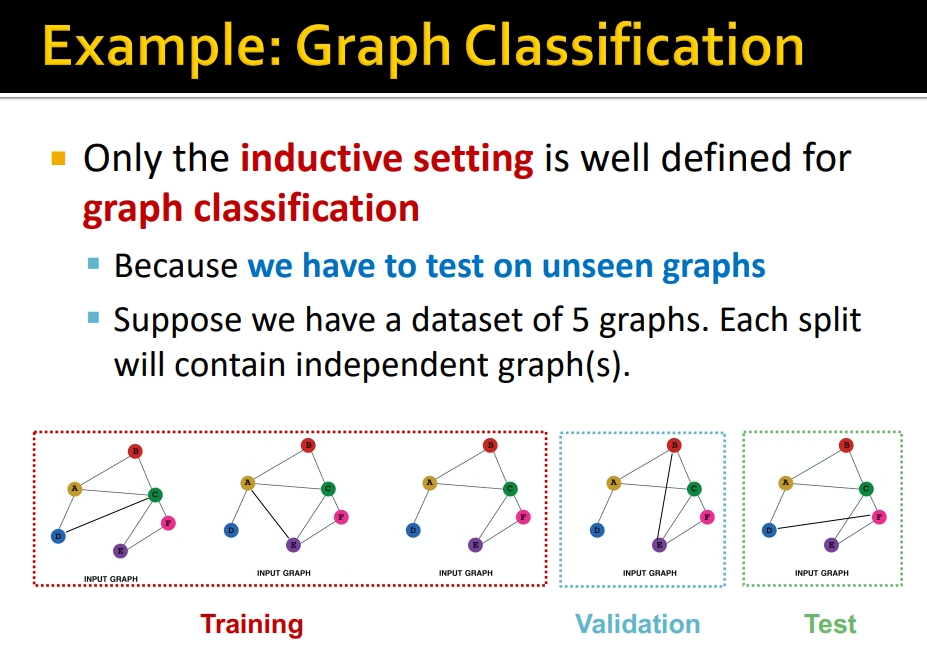 Example: Graph Classification
Only the inductive setting is well defined for
graph classification
Because we have to test on unseen graphs
Suppose we have a dataset of 5 graphs. Each split
will contain independent graph(s).
B
A
C
D
F
E
INPUT GRAPH
B
A
C
D
F
E
INPUT GRAPH
B
A
C
D
F
E
INPUT GRAPH
B
A
C
D
F
E
INPUT GRAPH
B
A
C
D
F
E
INPUT GRAPH
Training
Validation
Test